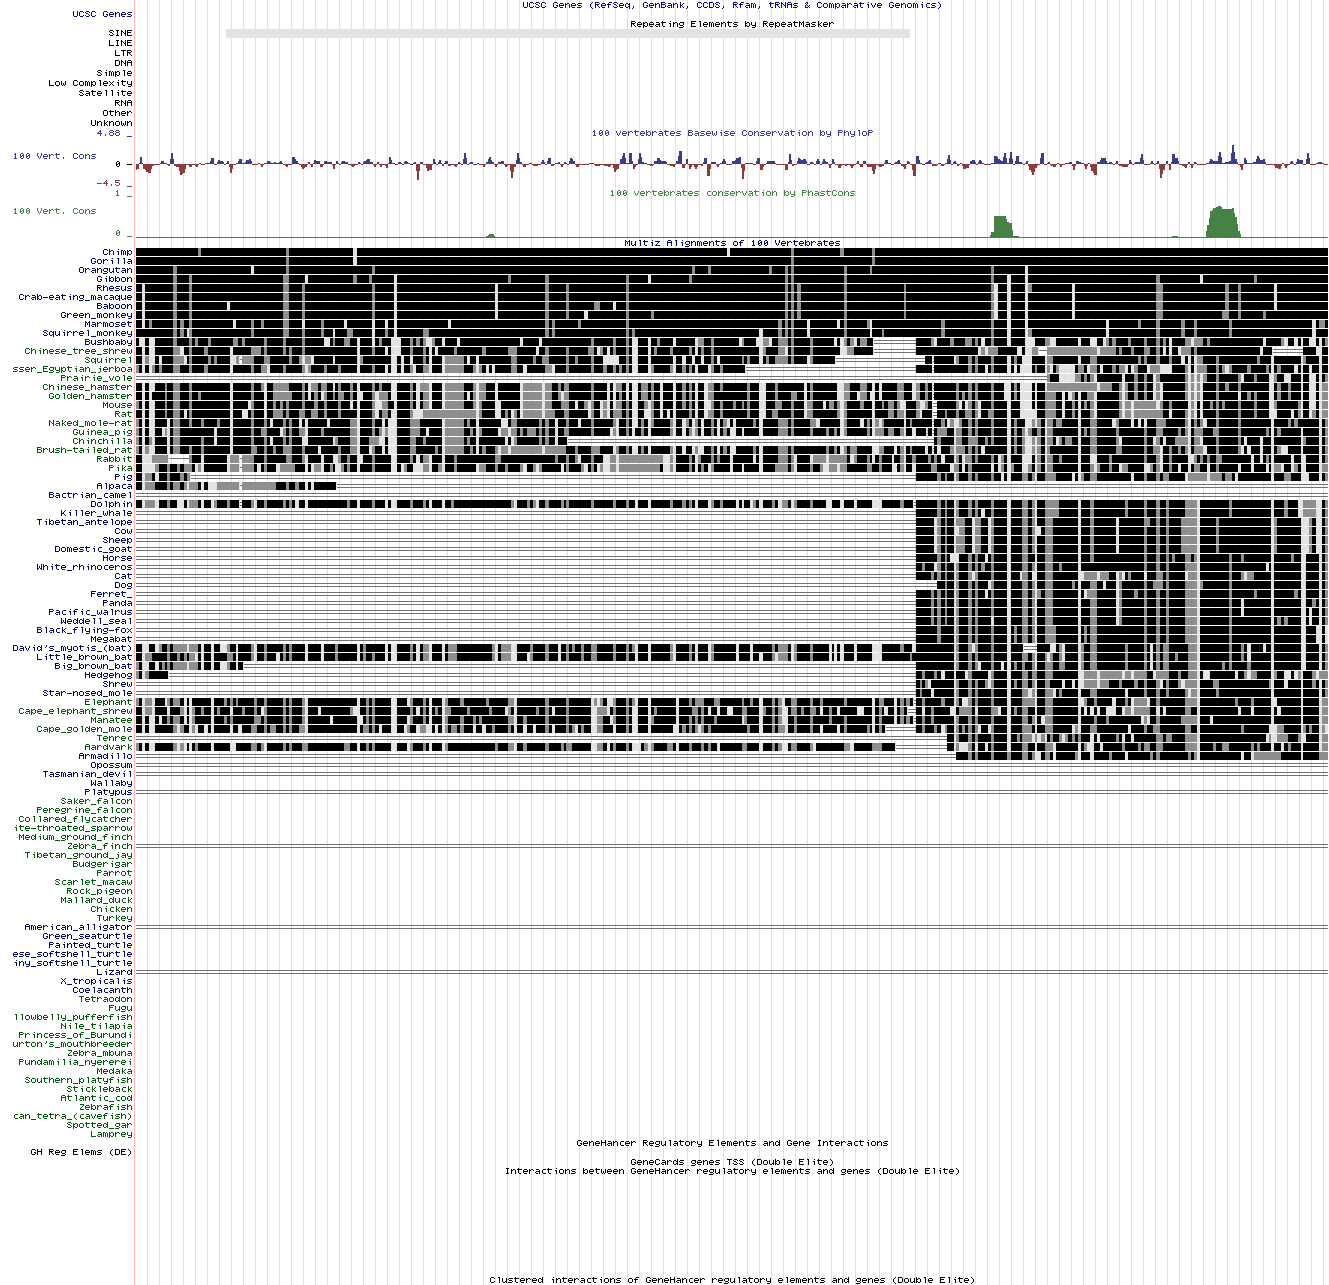 UCSC Genes (RefSeq, GenBank, CCDS, Rfam, tRNAs & Comparative Genomics)
UCSC Genes
Repeating Elements by RepeatMasker
SINE
LINE
LTR
DNA
Simple
Low Complexity
Satellite
RNA
Other
Unknown
4.88 _
100 vertebrates Basewise Conservation by PhyloP
100 Vert. Cons
0 _
-4.5 _
1 _
100 vertebrates conservation by PhastCons
100 Vert. Cons
0 _
Multiz Alignments of 100 Vertebrates
Chimp
Gorilla
Orangutan
Gibbon
Rhesus
Crab-eating_macaque
Baboon
Green_monkey
Marmoset
Squirrel_monkey
Bushbaby
Chinese_tree_shrew
Squirrel
sser_Egyptian_jerboa
Prairie_vole
Chinese_hamster
Golden_hamster
Mouse
Rat
Naked_mole-rat
Guinea_pig
Chinchilla
Brush-tailed_rat
Rabbit
Pika
Pig
Alpaca
Bactrian_camel
Dolphin
Killer_whale
Tibetan_antelope
Cow
Sheep
Domestic_goat
Horse
White_rhinoceros
Cat
Dog
Ferret_
Panda
Pacific_walrus
Weddell_seal
Black_flying-fox
Megabat
David's_myotis_(bat)
Little_brown_bat
Big_brown_bat
Hedgehog
Shrew
Star-nosed_mole
Elephant
Cape_elephant_shrew
Manatee
Cape_golden_mole
Tenrec
Aardvark
Armadillo
Opossum
Tasmanian_devil
Wallaby
Platypus
Saker_falcon
Peregrine_falcon
Collared_flycatcher
ite-throated_sparrow
Medium_ground_finch
Zebra_finch
Tibetan_ground_jay
Budgerigar
Parrot
Scarlet_macaw
Rock_pigeon
Mallard_duck
Chicken
Turkey
American_alligator
Green_seaturtle
Painted_turtle
ese_softshell_turtle
iny_softshell_turtle
Lizard
X_tropicalis
Coelacanth
Tetraodon
Fugu
llowbelly_pufferfish
Nile_tilapia
Princess_of_Burundi
urton's_mouthbreeder
Zebra_mbuna
Pundamilia_nyererei
Medaka
Southern_platyfish
Stickleback
Atlantic_cod
Zebrafish
can_tetra_(cavefish)
Spotted_gar
Lamprey
GeneHancer Regulatory Elements and Gene Interactions
GH Reg Elems (DE)
GeneCards genes TSS (Double Elite)
Interactions between GeneHancer regulatory elements and genes (Double Elite)
Clustered interactions of GeneHancer regulatory elements and genes (Double Elite)